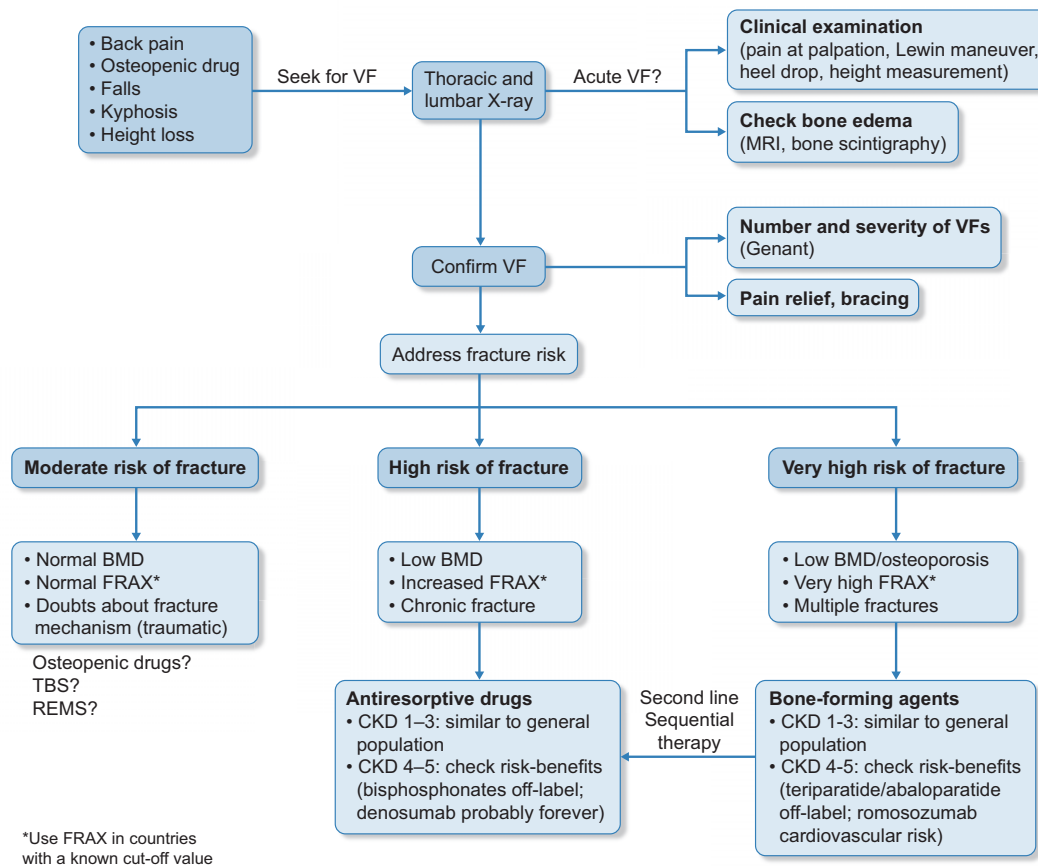 • Back pain
• Osteopenic drug
• Falls
• Kyphosis
• Height loss
Seek for VF
Thoracic and
lumbar X-ray
Acute VF?
Clinical examination
(pain at palpation, Lewin maneuver,
heel drop, height measurement)
Check bone edema
(MRI, bone scintigraphy)
Confirm VF
Number and severity of VFs
(Genant)
Pain relief, bracing
Address fracture risk
Moderate risk of fracture
High risk of fracture
Very high risk of fracture
• Normal BMD
• Normal FRAX*
• Doubts about fracture
mechanism (traumatic)
Osteopenic drugs?
TBS?
REMS?
• Low BMD
• Increased FRAX*
• Chronic fracture
• Low BMD/osteoporosis
• Very high FRAX*
• Multiple fractures
Antiresorptive drugs
• CKD 1–3: similar to general
population
• CKD 4–5: check risk-benefits
(bisphosphonates off-label;
denosumab probably forever)
Second line
Sequential
therapy
Bone-forming agents
• CKD 1-3: similar to general
population
• CKD 4-5: check risk-benefits
(teriparatide/abaloparatide
off-label; romosozumab
cardiovascular risk)
*Use FRAX in countries
with a known cut-off value